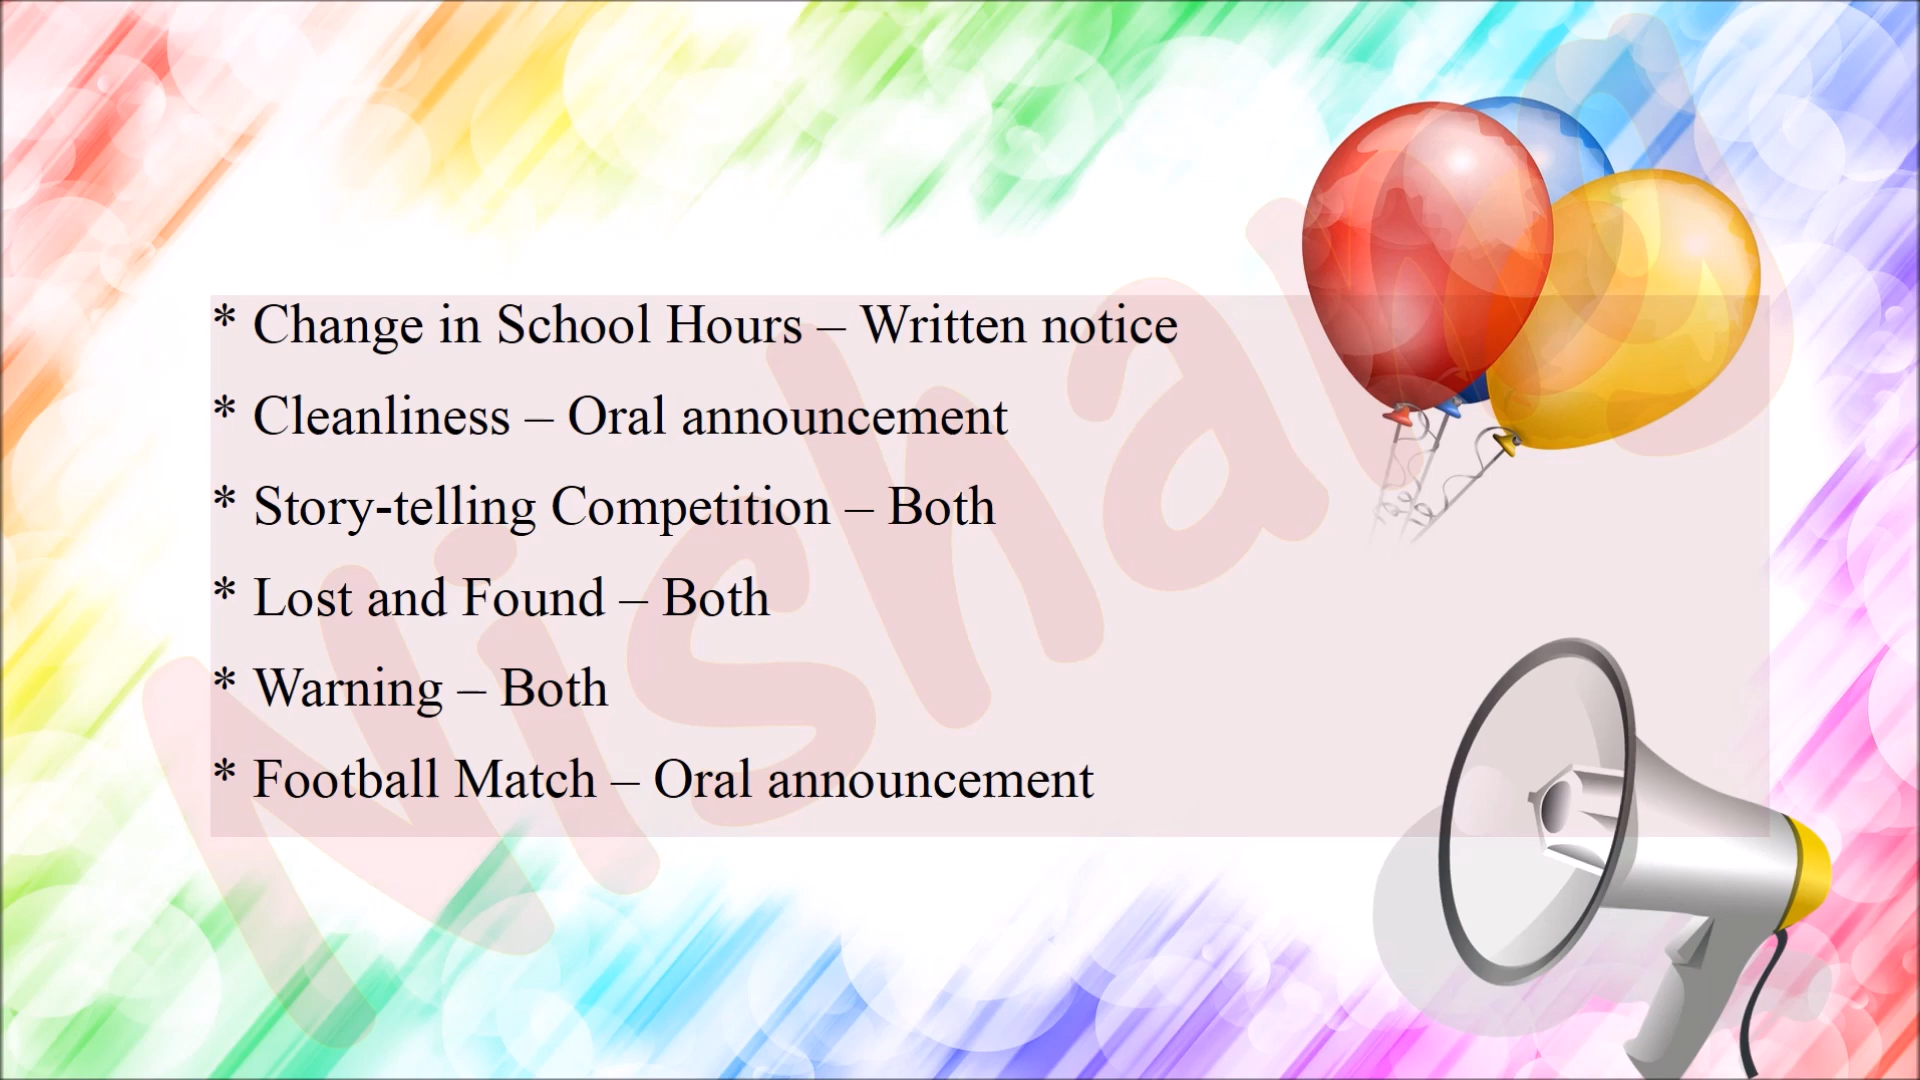 * Change in School Hours – Written notice
* Cleanliness – Oral announcement
* Story-telling Competition – Both
* Lost and Found – Both
* Warning – Both
* Football Match – Oral announcement